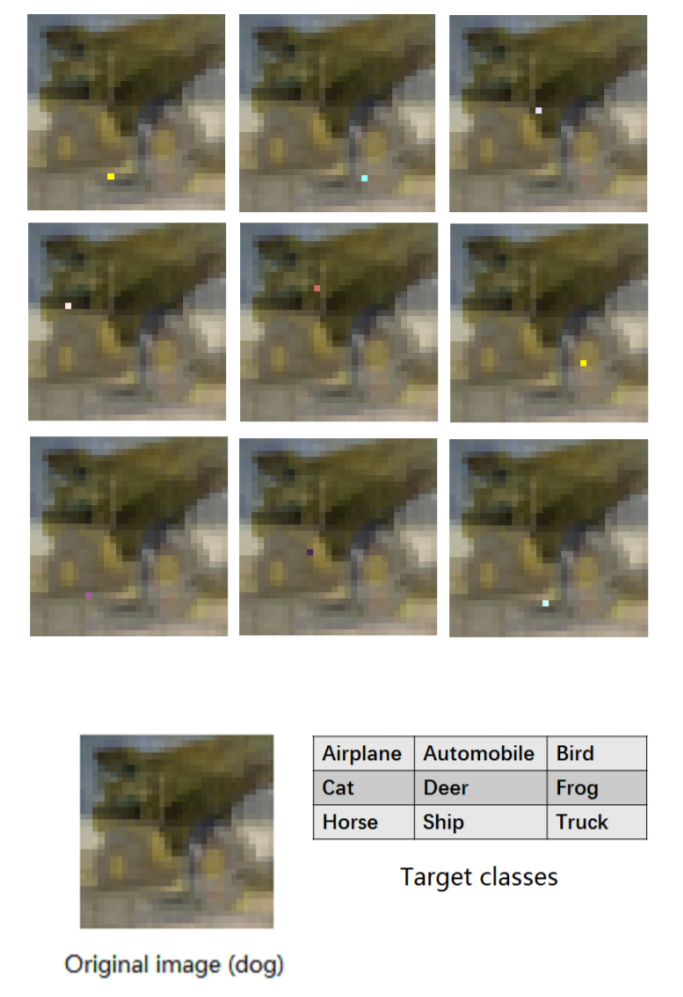 Airplane Automobile Bird
Cat Deer Frog
Horse Ship Truck
Target classes
Original image (dog)